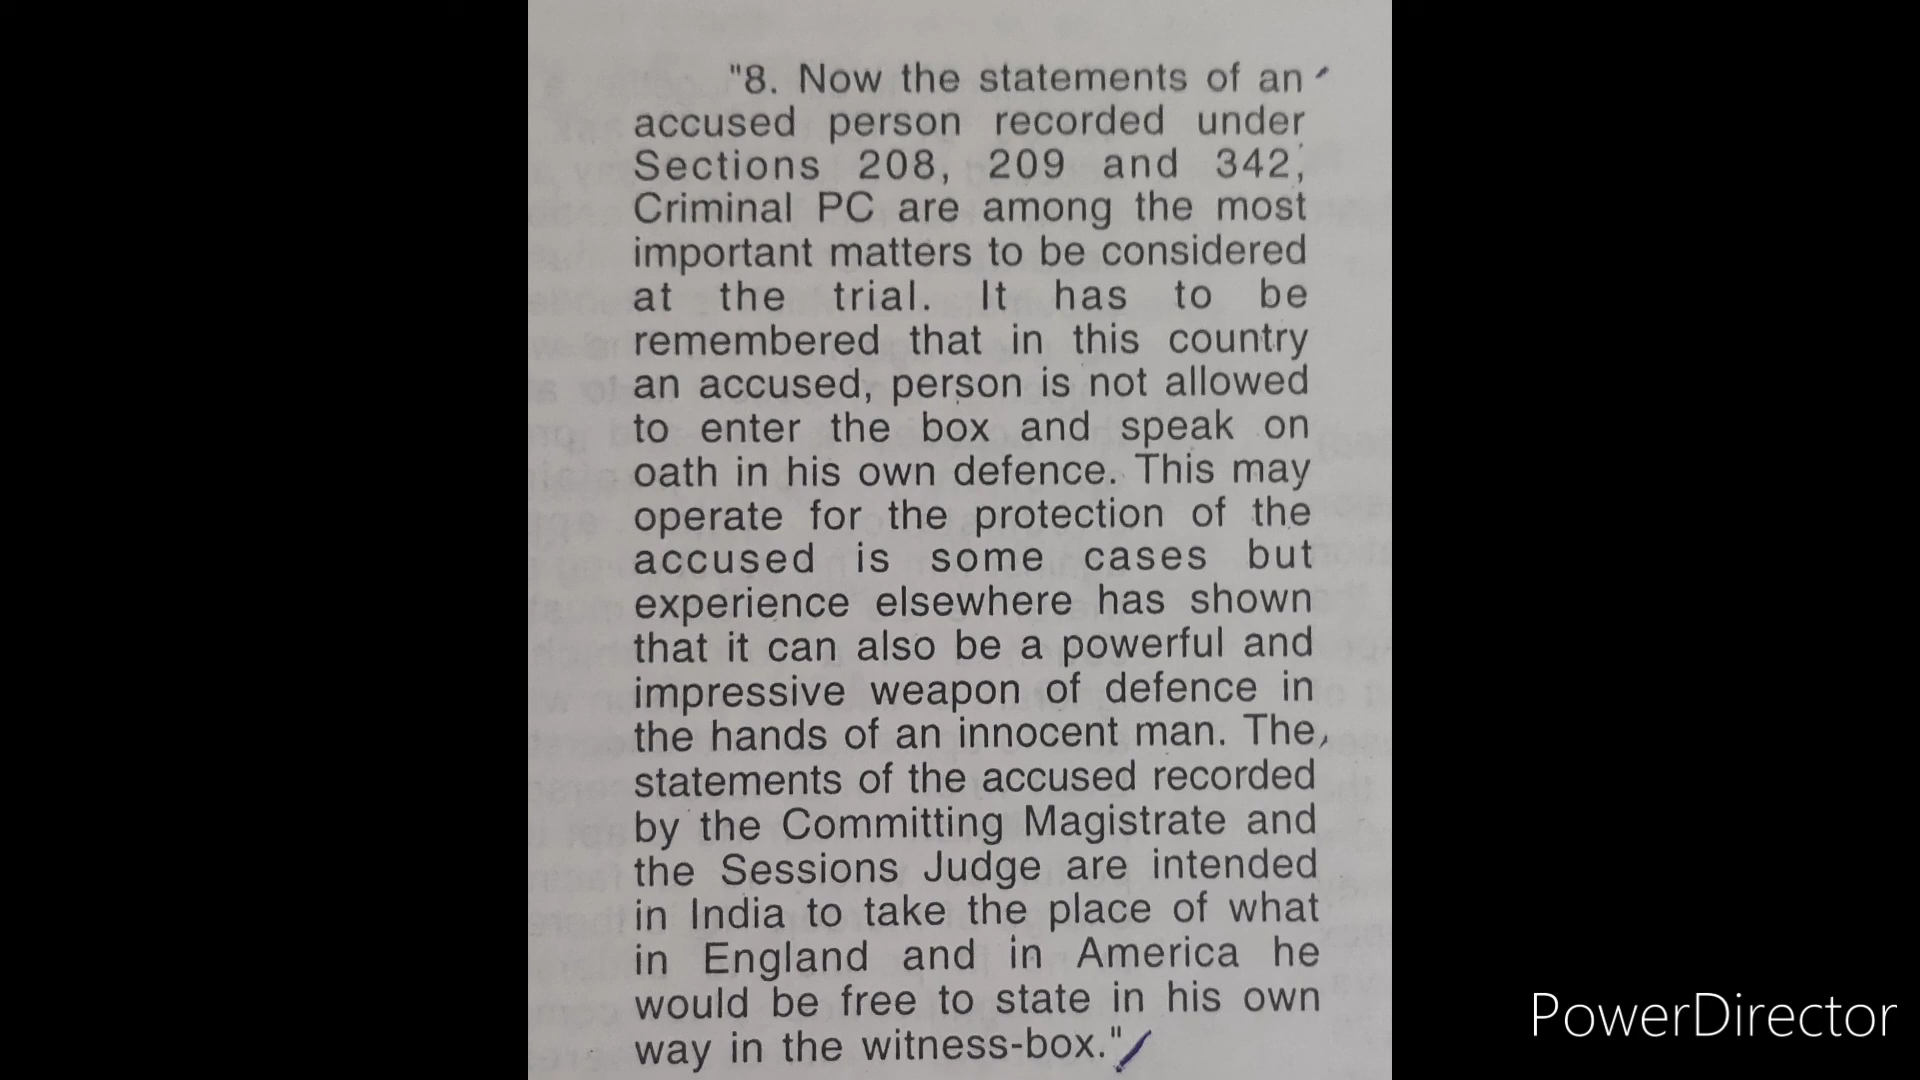 "8. Now the statements of an
accused person recorded under
Sections 208, 209 and 342,
Criminal PC are among the most
important matters to be considered
at the trial. It has to be
remembered that in this country
an accused, person is not allowed
to enter the box and speak on
oath in his own defence. This may
operate for the protection of the
accused is some cases but
experience elsewhere has shown
that it can also be a powerful and
impressive weapon of defence in
the hands of an innocent man. The
statements of the accused recorded
by the Committing Magistrate and
the Sessions Judge are intended
in India to take the place of what
in England and in America he
would be free to state in his own
way in the witness-box."
PowerDirector